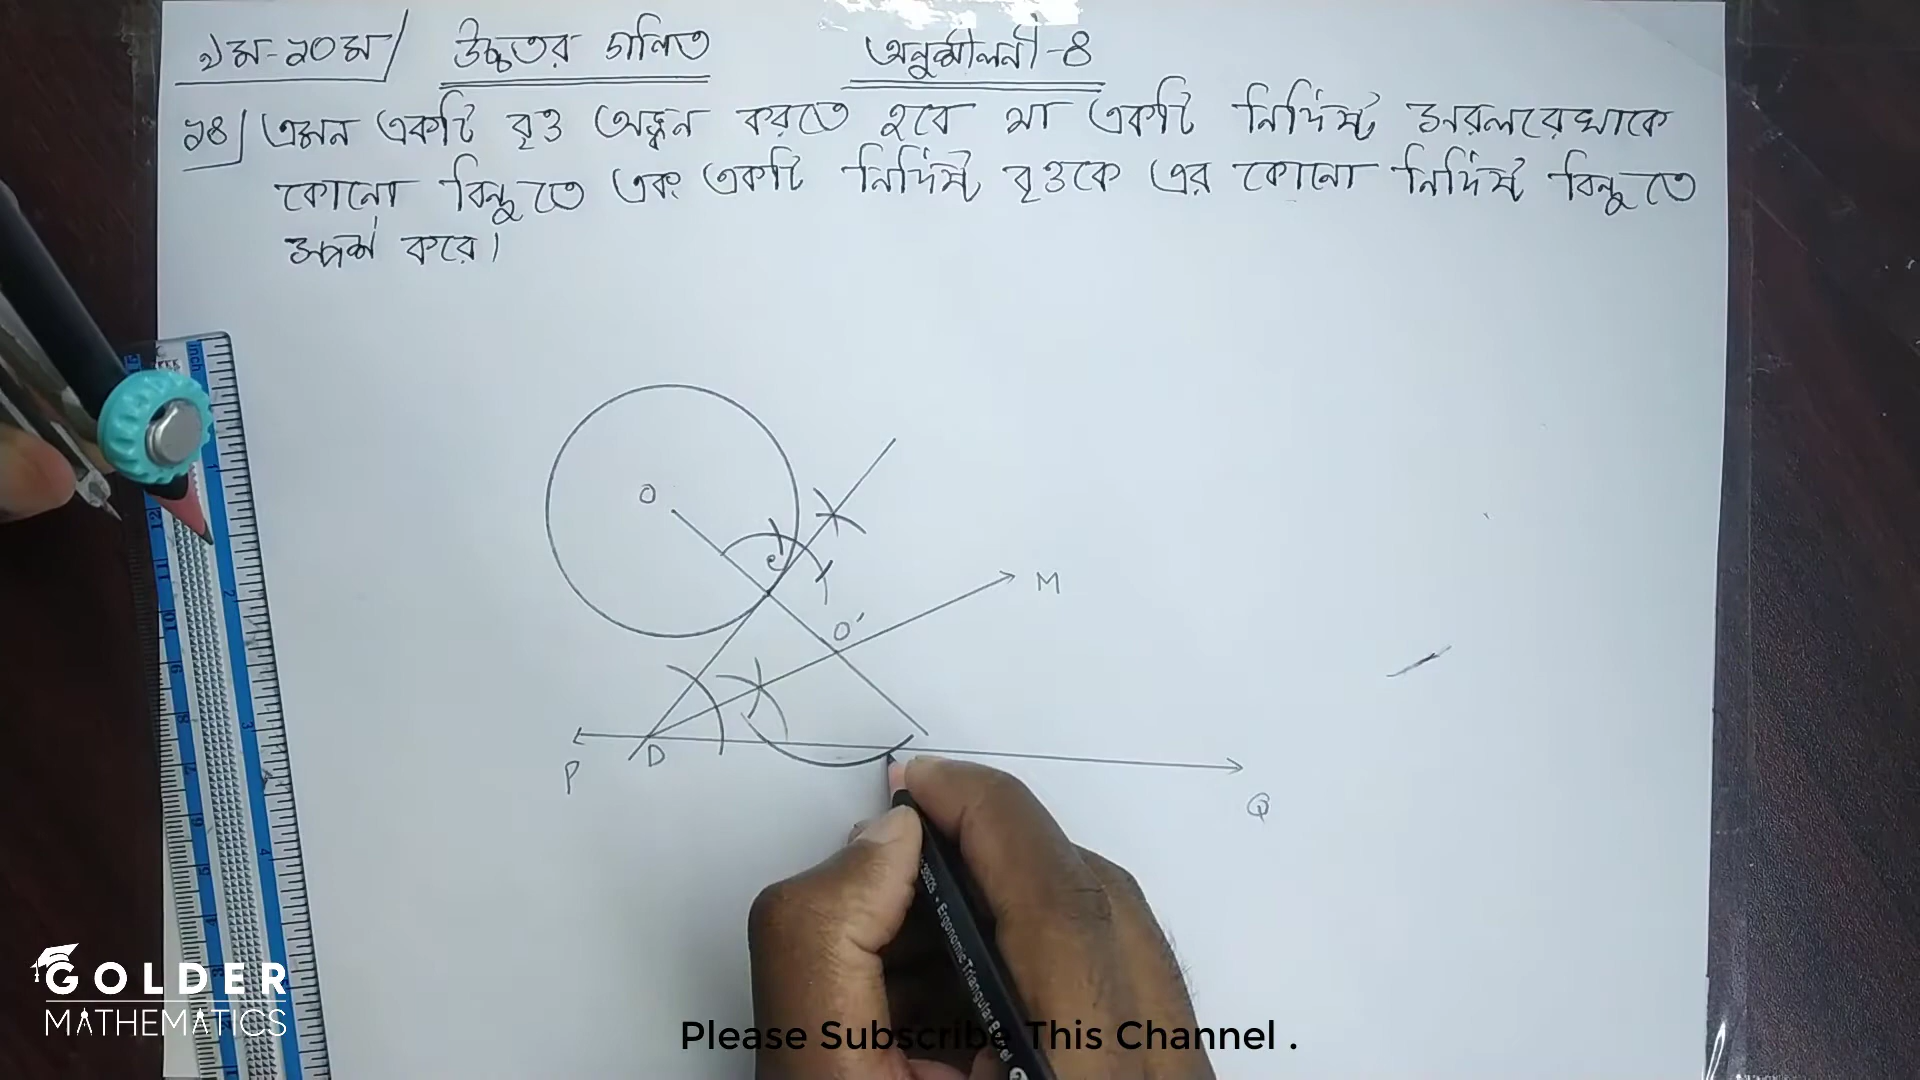 ৯ম-১০ম/ উচ্চতর গনিত অনুশীলনী-৪
১৪/ এমন একটি বৃত্ত অঙ্কন করতে হবে যা একটি নির্দিষ্ট সরলরেখাকে
কোনো বিন্দুতে এবং একটি নির্দিষ্ট বৃত্তকে এর কোনো নির্দিষ্ট বিন্দুতে
স্পর্শ করে।
O
C
M
O′
P D
Q
GOLDER
MATHEMATICS
Please Subscribe This Channel .